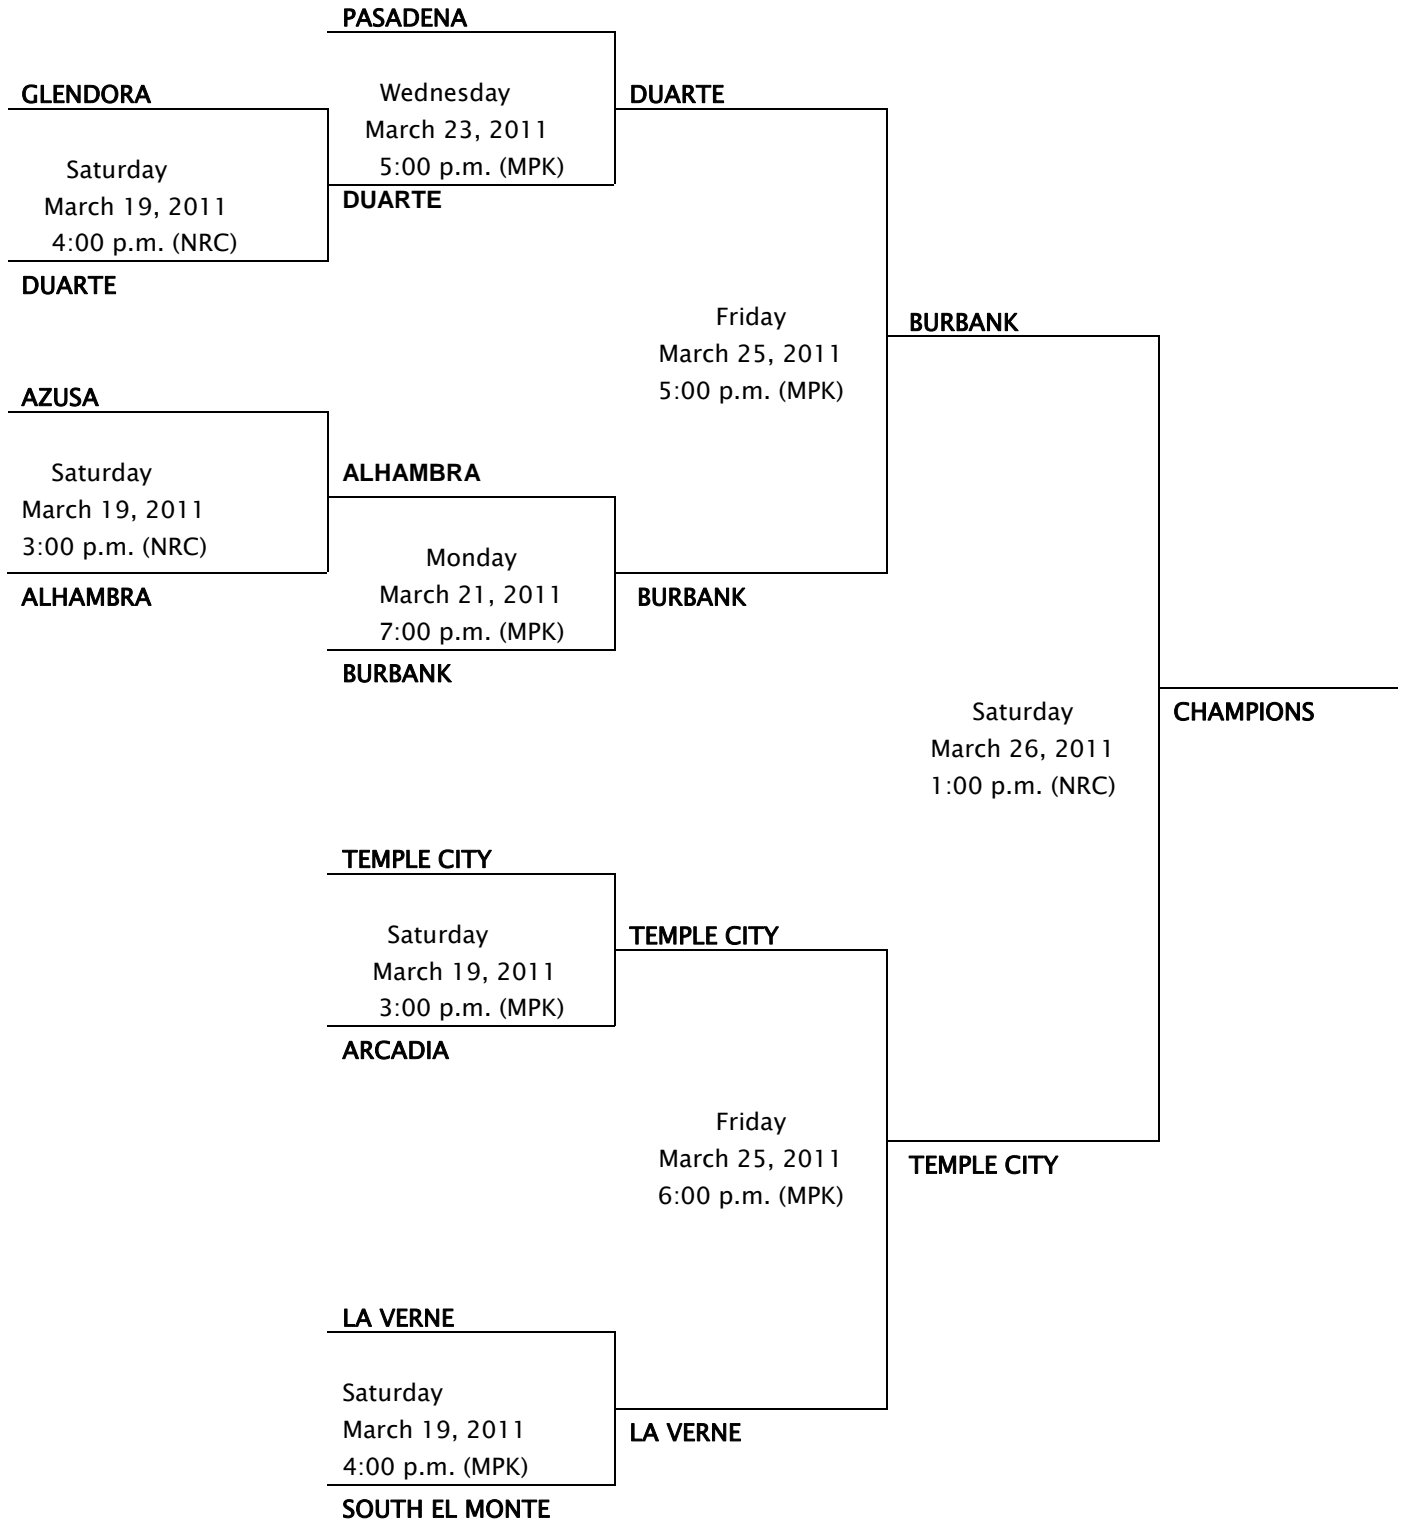 PASADENA
GLENDORA
Wednesday
March 23, 2011
5:00 p.m. (MPK)
DUARTE
Saturday
March 19, 2011
4:00 p.m. (NRC)
DUARTE
DUARTE
Friday
March 25, 2011
5:00 p.m. (MPK)
BURBANK
AZUSA
Saturday
March 19, 2011
3:00 p.m. (NRC)
ALHAMBRA
ALHAMBRA
Monday
March 21, 2011
7:00 p.m. (MPK)
BURBANK
BURBANK
Saturday
March 26, 2011
1:00 p.m. (NRC)
CHAMPIONS
TEMPLE CITY
Saturday
March 19, 2011
3:00 p.m. (MPK)
TEMPLE CITY
ARCADIA
Friday
March 25, 2011
6:00 p.m. (MPK)
TEMPLE CITY
LA VERNE
Saturday
March 19, 2011
4:00 p.m. (MPK)
LA VERNE
SOUTH EL MONTE